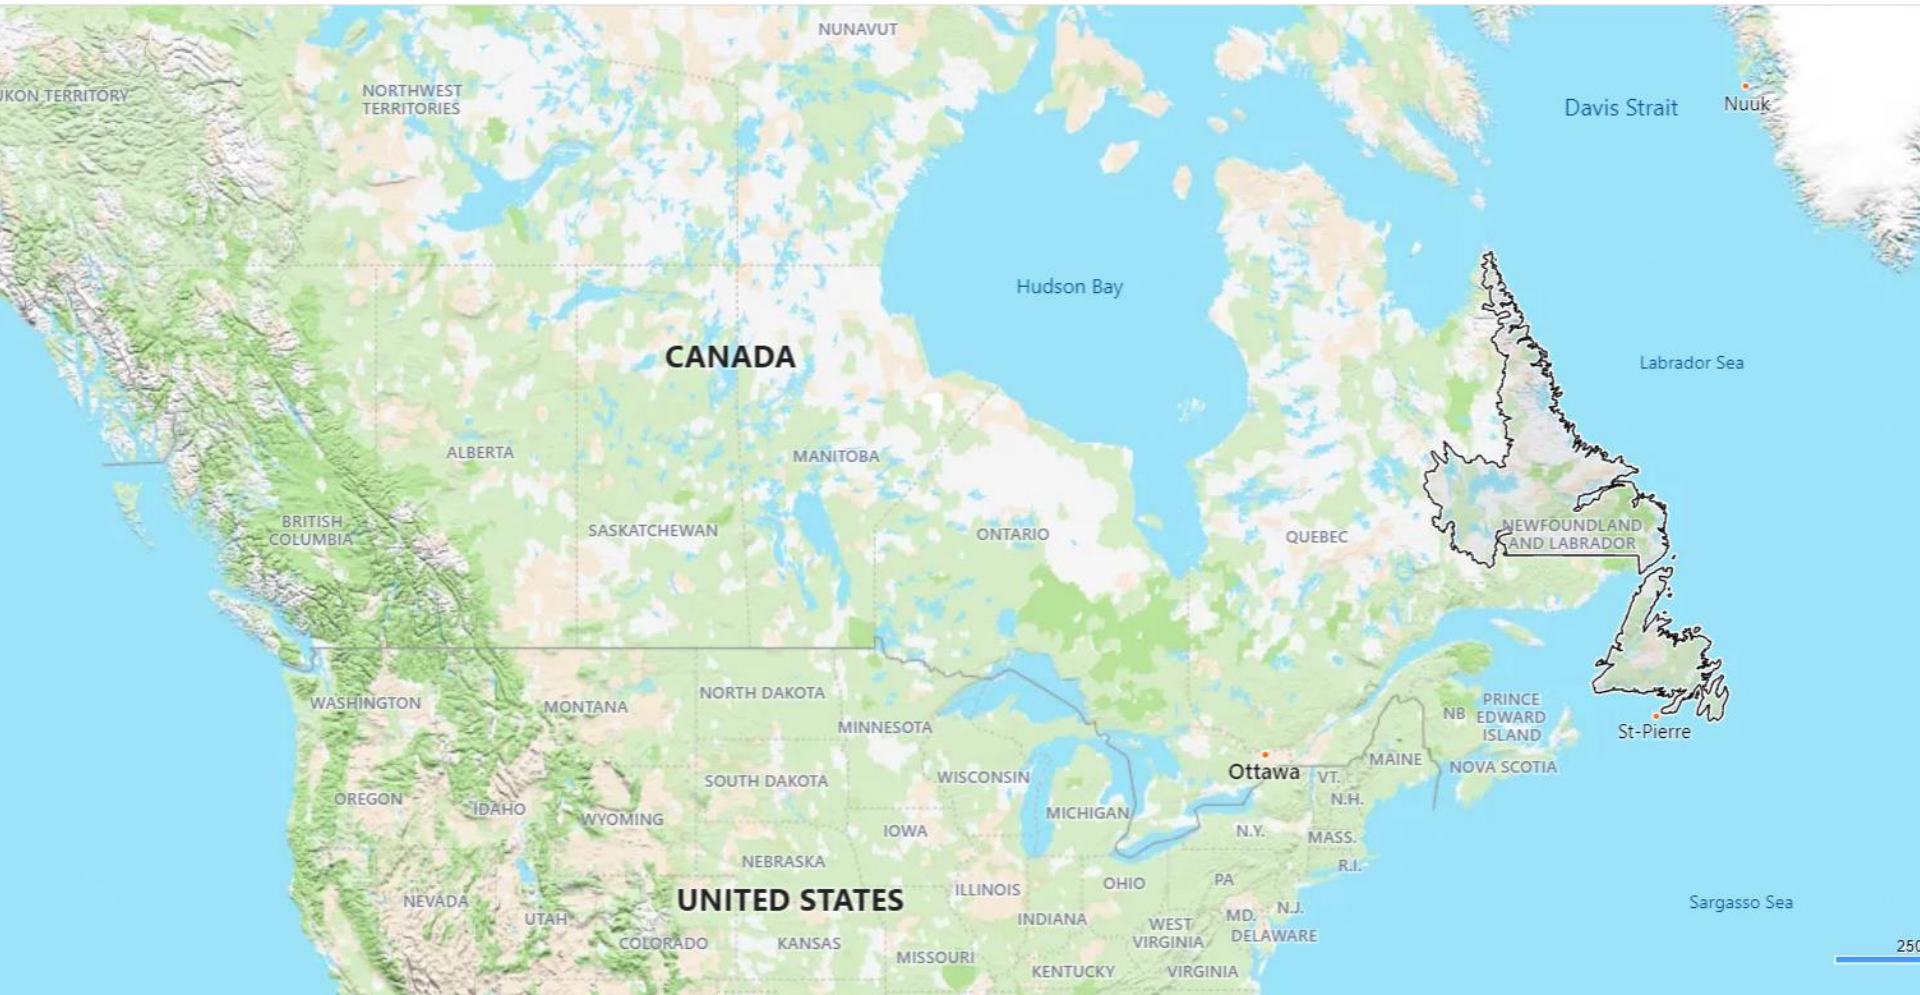 NUNAVUT
NORTHWEST
TERRITORIES
UKON TERRITORY
Davis Strait
Nuuk
Hudson Bay
CANADA
Labrador Sea
ALBERTA
MANITOBA
BRITISH
COLUMBIA
SASKATCHEWAN
ONTARIO
QUEBEC
NEWFOUNDLAND
AND LABRADOR
WASHINGTON
MONTANA
NORTH DAKOTA
MINNESOTA
NB
PRINCE
EDWARD
ISLAND
St-Pierre
OREGON
IDAHO
WYOMING
SOUTH DAKOTA
WISCONSIN
MICHIGAN
Ottawa
VT.
MAINE
NOVA SCOTIA
N.H.
IOWA
N.Y.
MASS.
R.I.
NEBRASKA
NEVADA
UTAH
UNITED STATES
ILLINOIS
OHIO
PA
Sargasso Sea
COLORADO
KANSAS
MISSOURI
INDIANA
WEST
VIRGINIA
MD.
N.J.
DELAWARE
KENTUCKY
VIRGINIA
250